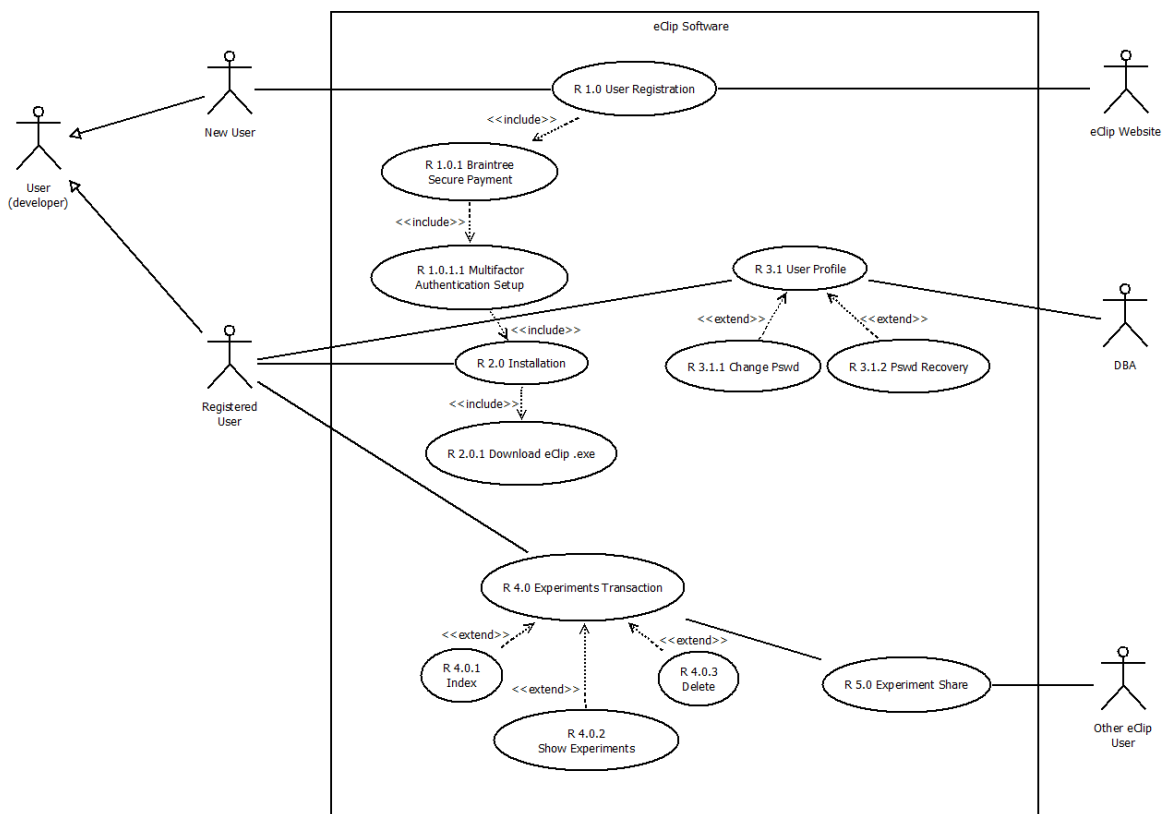 eClip Software
R 1.0 User Registration
New User
eClip Website
<<include>>
User
(developer)
R 1.0.1 Braintree
Secure Payment
<<include>>
R 1.0.1.1 Multifactor
Authentication Setup
R 3.1 User Profile
<<include>>
<<extend>>
<<extend>>
R 2.0 Installation
R 3.1.1 Change Pswd
R 3.1.2 Pswd Recovery
DBA
Registered
User
<<include>>
R 2.0.1 Download eClip .exe
R 4.0 Experiments Transaction
<<extend>>
<<extend>>
R 4.0.1
Index
R 4.0.3
Delete
<<extend>>
R 5.0 Experiment Share
Other eClip
User
R 4.0.2
Show Experiments